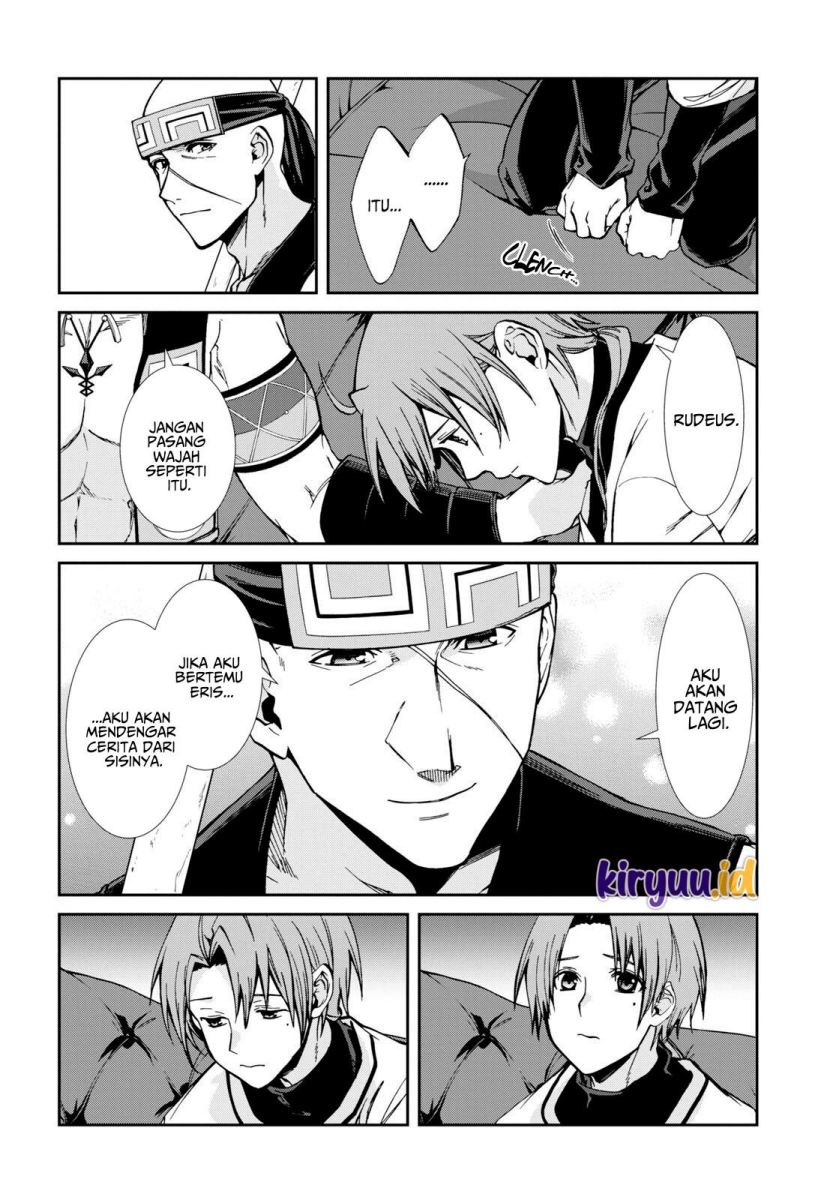 ......
ITU...
CLENCH...
RUDEUS.
JANGAN
PASANG
WAJAH
SEPERTI
ITU.
AKU
AKAN
DATANG
LAGI.
JIKA AKU
BERTEMU
ERIS...
...AKU AKAN
MENDENGAR
CERITA DARI
SISINYA.
kiryuu.id